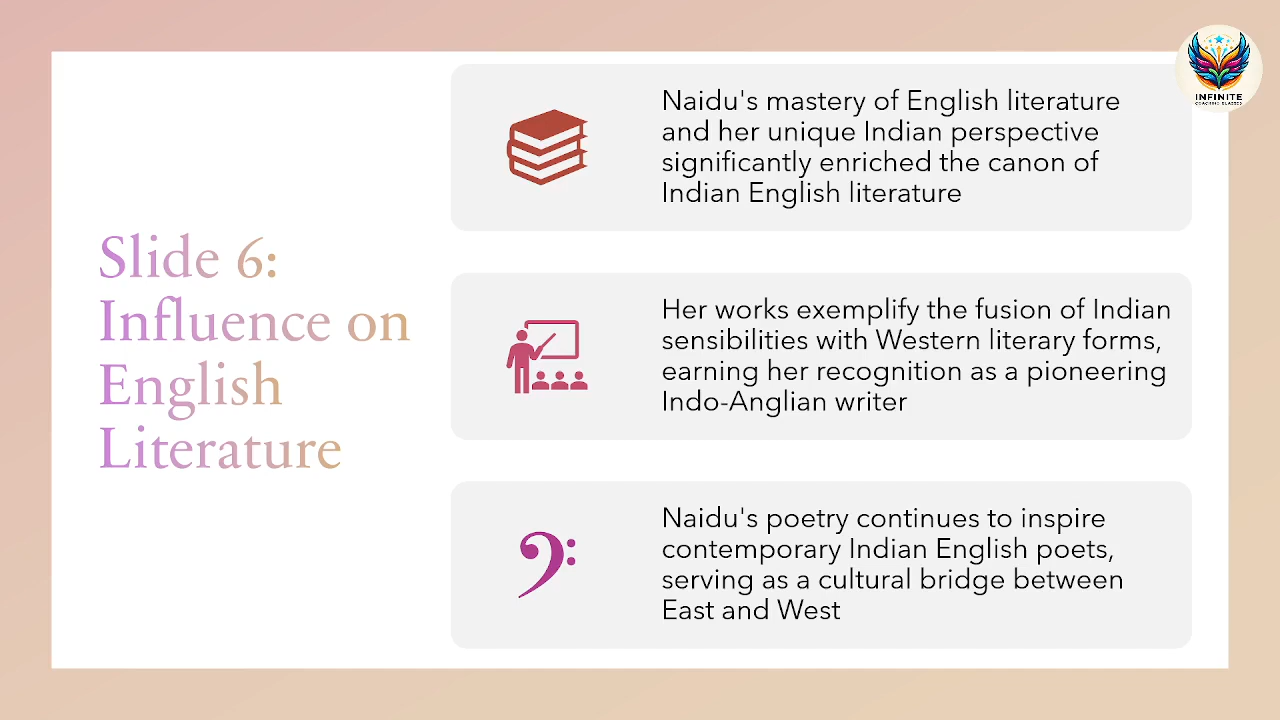 Slide 6:
Influence on
English
Literature
Naidu's mastery of English literature
and her unique Indian perspective
significantly enriched the canon of
Indian English literature
Her works exemplify the fusion of Indian
sensibilities with Western literary forms,
earning her recognition as a pioneering
Indo-Anglian writer
Naidu's poetry continues to inspire
contemporary Indian English poets,
serving as a cultural bridge between
East and West
INFINITE
COACHING CLASSES